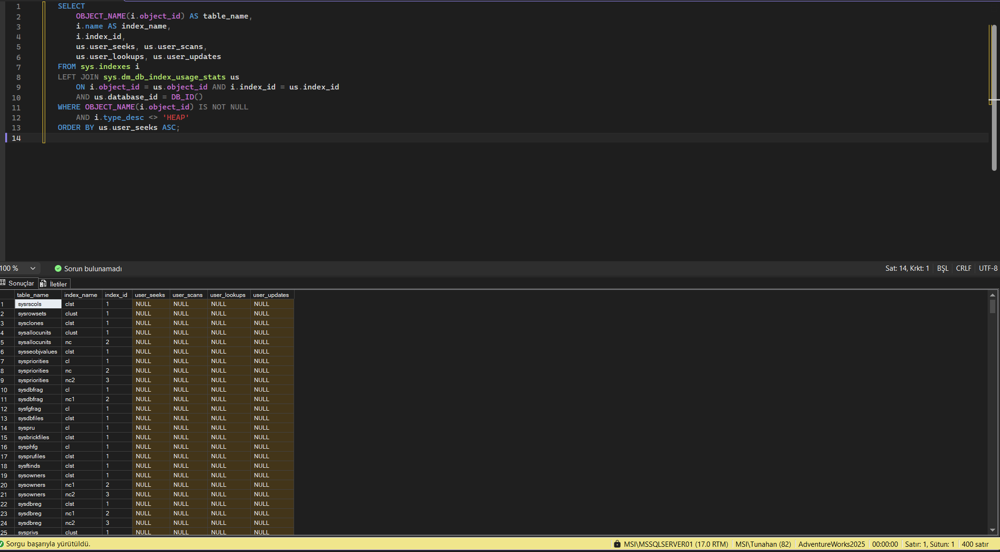 1 SELECT
2 OBJECT_NAME(i.object_id) AS table_name,
3 i.name AS index_name,
4 i.index_id,
5 us.user_seeks, us.user_scans,
6 us.user_lookups, us.user_updates
7 FROM sys.indexes i
8 LEFT JOIN sys.dm_db_index_usage_stats us
9 ON i.object_id = us.object_id AND i.index_id = us.index_id
10 AND us.database_id = DB_ID()
11 WHERE OBJECT_NAME(i.object_id) IS NOT NULL
12 AND i.type_desc <> 'HEAP'
13 ORDER BY us.user_seeks ASC;
14
100 % Sorun bulunamadı Sat: 14, Krkt: 1 BŞL CRLF UTF-8
Sonuçlar İletiler
table_name index_name index_id user_seeks user_scans user_lookups user_updates
1 sysrscols clst 1 NULL NULL NULL NULL
2 sysrowsets clust 1 NULL NULL NULL NULL
3 sysclones clst 1 NULL NULL NULL NULL
4 sysallocunits clust 1 NULL NULL NULL NULL
5 sysallocunits nc 2 NULL NULL NULL NULL
6 sysseobjvalues clst 1 NULL NULL NULL NULL
7 syspriorities cl 1 NULL NULL NULL NULL
8 syspriorities nc 2 NULL NULL NULL NULL
9 syspriorities nc2 3 NULL NULL NULL NULL
10 sysdbfrag cl 1 NULL NULL NULL NULL
11 sysdbfrag nc1 2 NULL NULL NULL NULL
12 sysfgfrag cl 1 NULL NULL NULL NULL
13 sysdbfiles clst 1 NULL NULL NULL NULL
14 syspru cl 1 NULL NULL NULL NULL
15 sysbrickfiles clst 1 NULL NULL NULL NULL
16 sysphfg cl 1 NULL NULL NULL NULL
17 sysprufiles clst 1 NULL NULL NULL NULL
18 sysftinds clst 1 NULL NULL NULL NULL
19 sysowners clst 1 NULL NULL NULL NULL
20 sysowners nc1 2 NULL NULL NULL NULL
21 sysowners nc2 3 NULL NULL NULL NULL
22 sysdbreg clst 1 NULL NULL NULL NULL
23 sysdbreg nc1 2 NULL NULL NULL NULL
24 sysdbreg nc2 3 NULL NULL NULL NULL
25 sysprivs clust 1 NULL NULL NULL NULL
Sorgu başarıyla yürütüldü. MSI\MSSQLSERVER01 (17.0 RTM) MSI\Tunahan (82) AdventureWorks2025 00:00:00 Satır: 1, Sütun: 1 400 satır